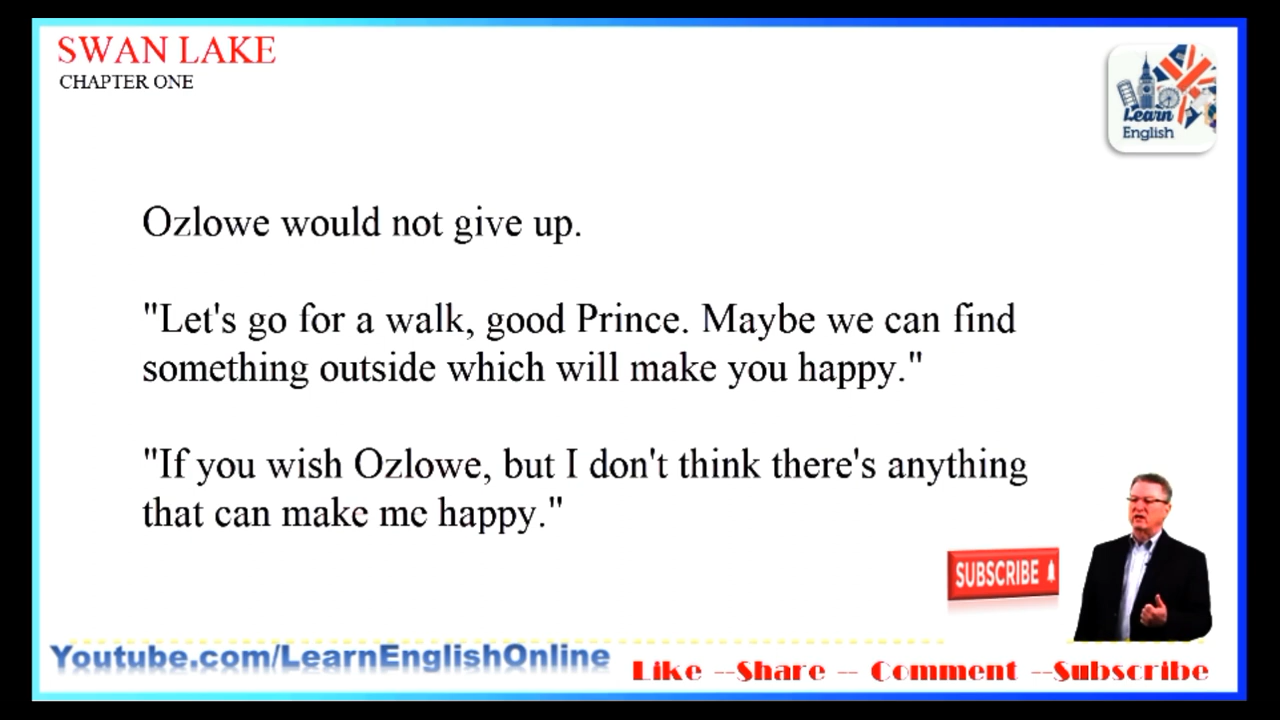 SWAN LAKE
CHAPTER ONE
Learn
English
Ozlowe would not give up.
"Let's go for a walk, good Prince. Maybe we can find
something outside which will make you happy."
"If you wish Ozlowe, but I don't think there's anything
that can make me happy."
SUBSCRIBE
Youtube.com/LearnEnglishOnline
Like --Share -- Comment --Subscribe